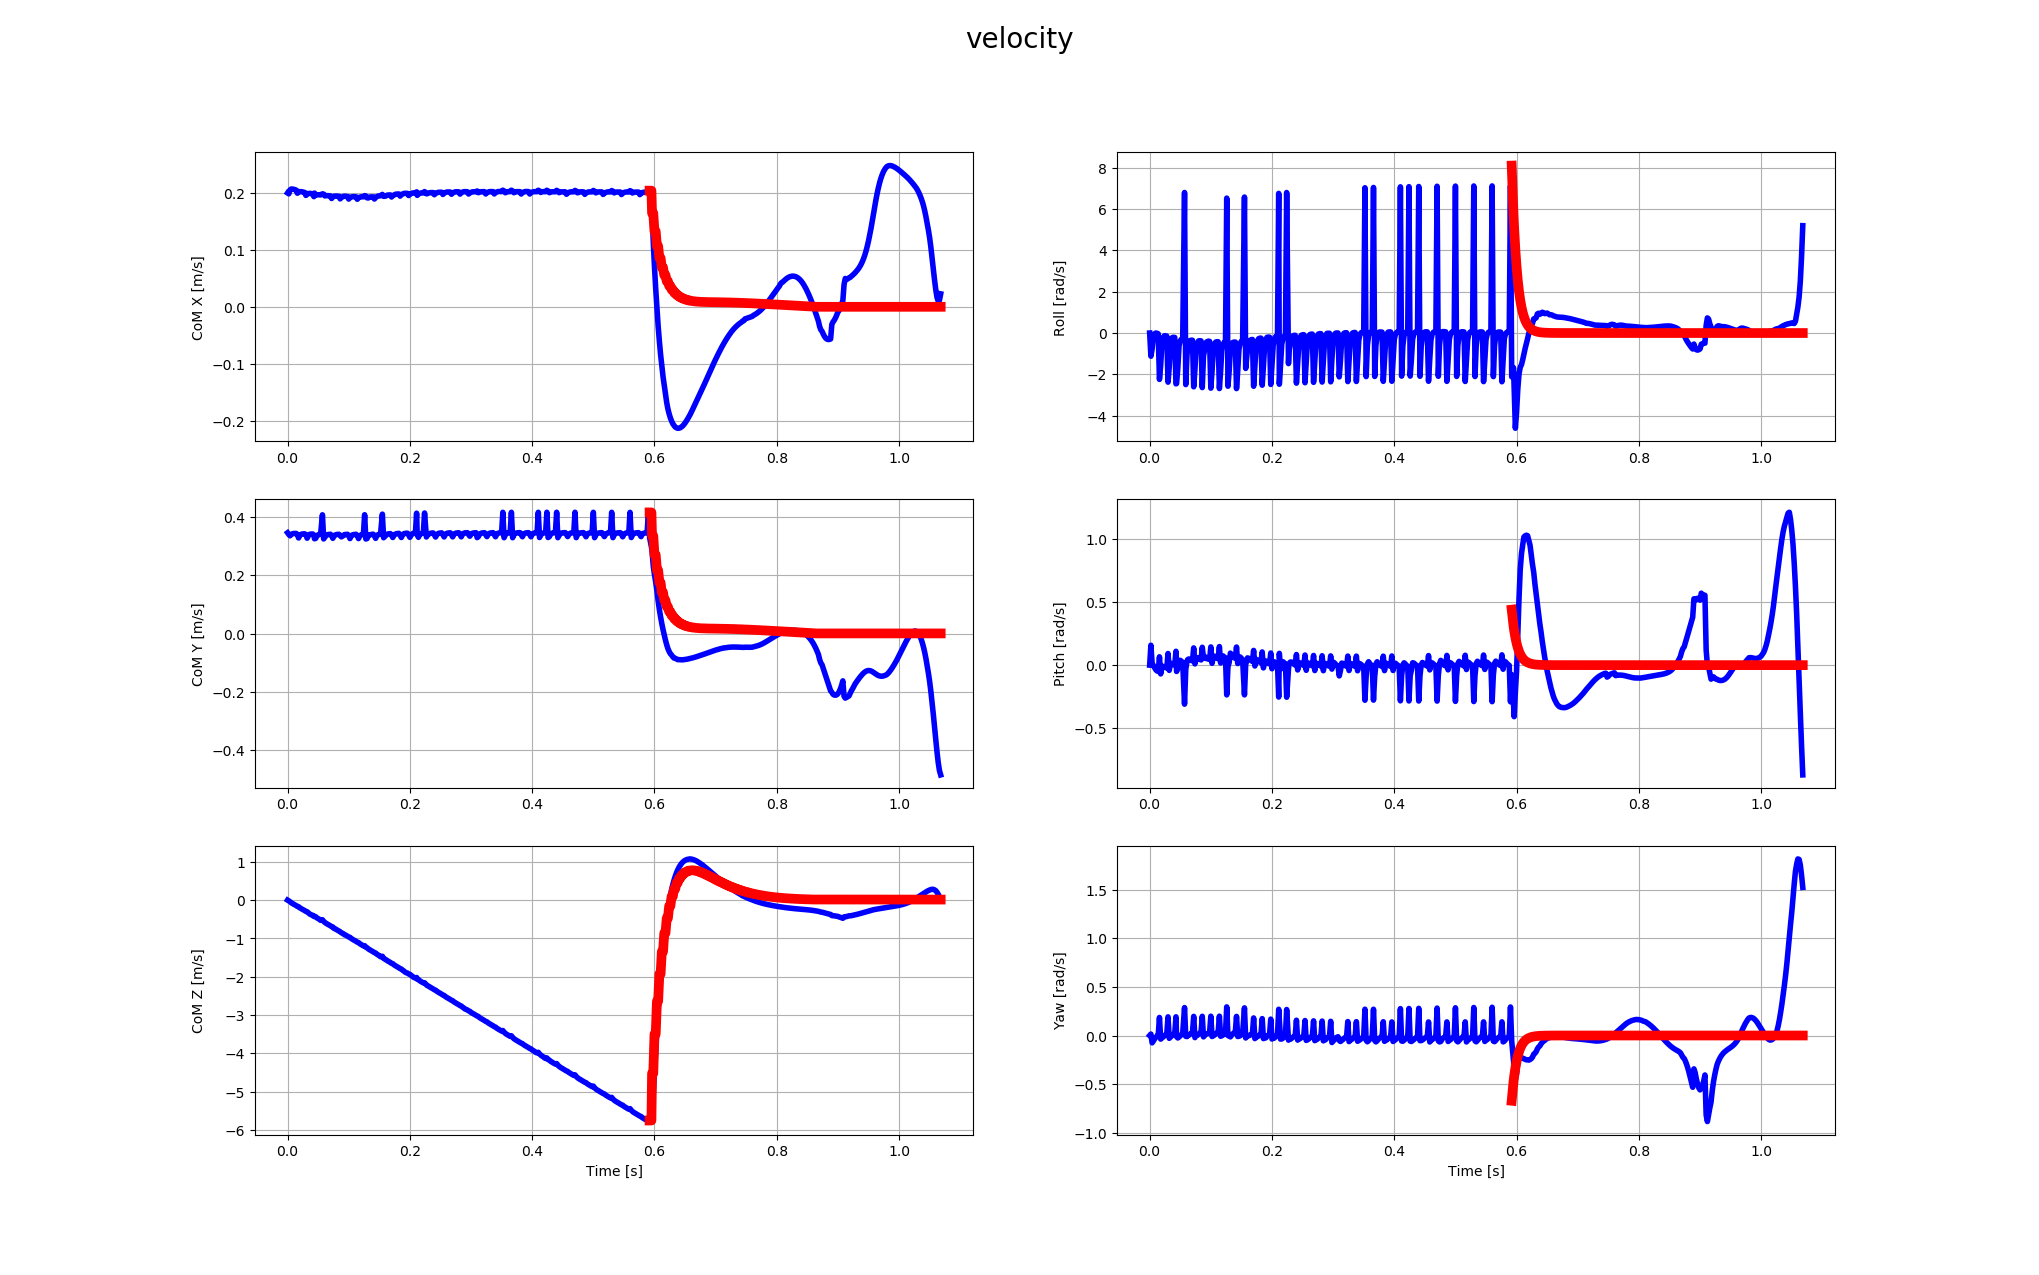 velocity
CoM X [m/s]
0.2
0.1
0.0
−0.1
−0.2
0.0 0.2 0.4 0.6 0.8 1.0
Roll [rad/s]
8
6
4
2
0
−2
−4
0.0 0.2 0.4 0.6 0.8 1.0
CoM Y [m/s]
0.4
0.2
0.0
−0.2
−0.4
0.0 0.2 0.4 0.6 0.8 1.0
Pitch [rad/s]
1.0
0.5
0.0
−0.5
0.0 0.2 0.4 0.6 0.8 1.0
CoM Z [m/s]
1
0
−1
−2
−3
−4
−5
−6
0.0 0.2 0.4 0.6 0.8 1.0
Time [s]
Yaw [rad/s]
1.5
1.0
0.5
0.0
−0.5
−1.0
0.0 0.2 0.4 0.6 0.8 1.0
Time [s]